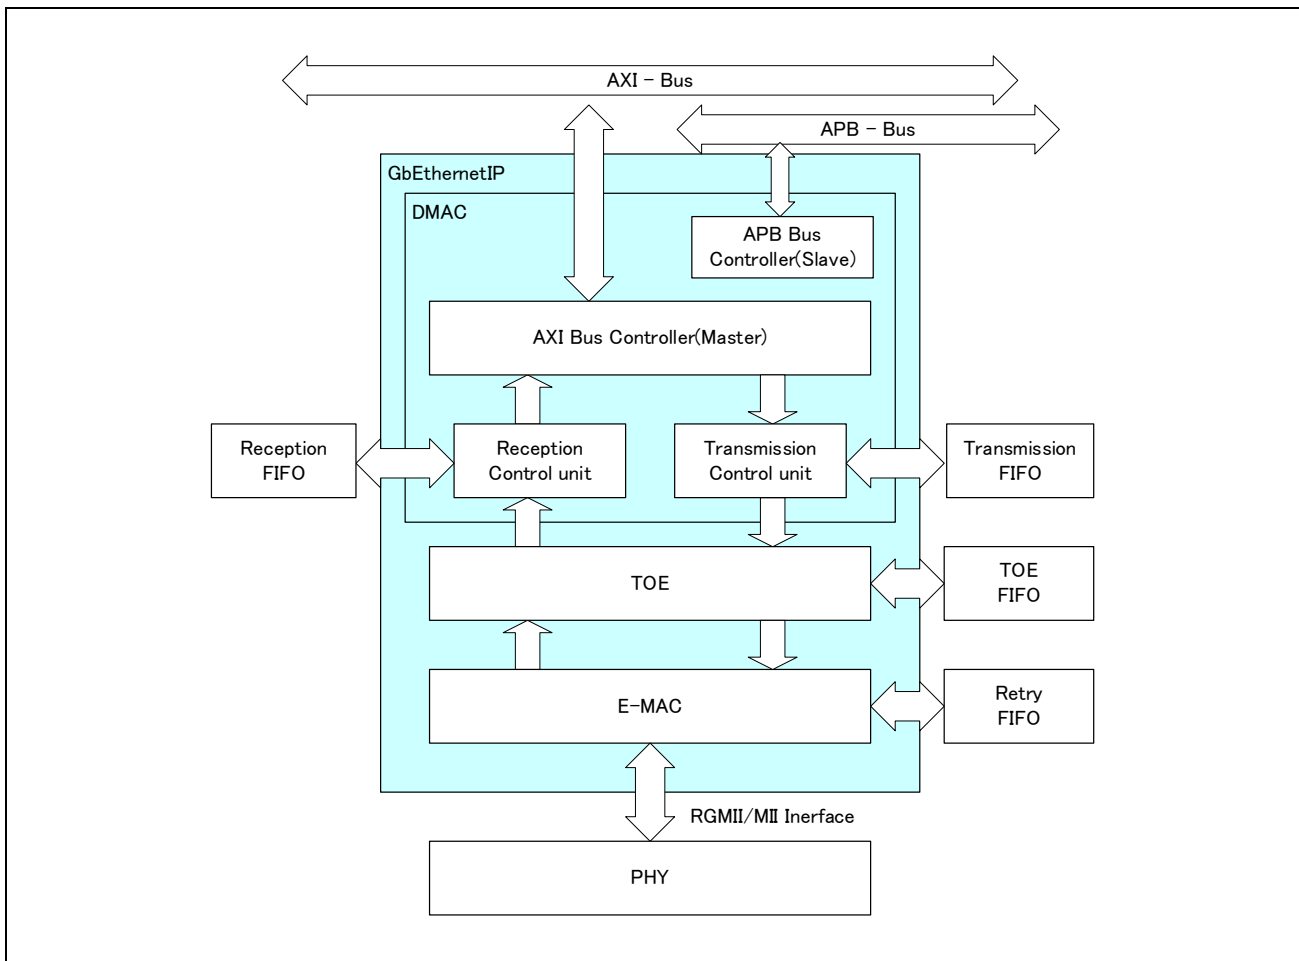 AXI - Bus
APB - Bus
GbEthernetIP
DMAC
APB Bus
Controller(Slave)
AXI Bus Controller(Master)
Reception
FIFO
Reception
Control unit
Transmission
Control unit
Transmission
FIFO
TOE
TOE
FIFO
E-MAC
Retry
FIFO
RGMII/MII Inerface
PHY